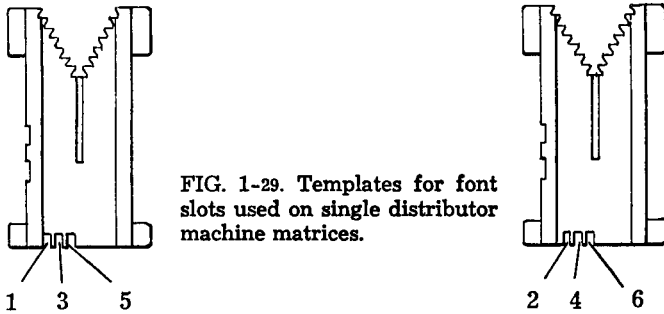 FIG. 1-29. Templates for font
slots used on single distributor
machine matrices.
1 3 5
2 4 6